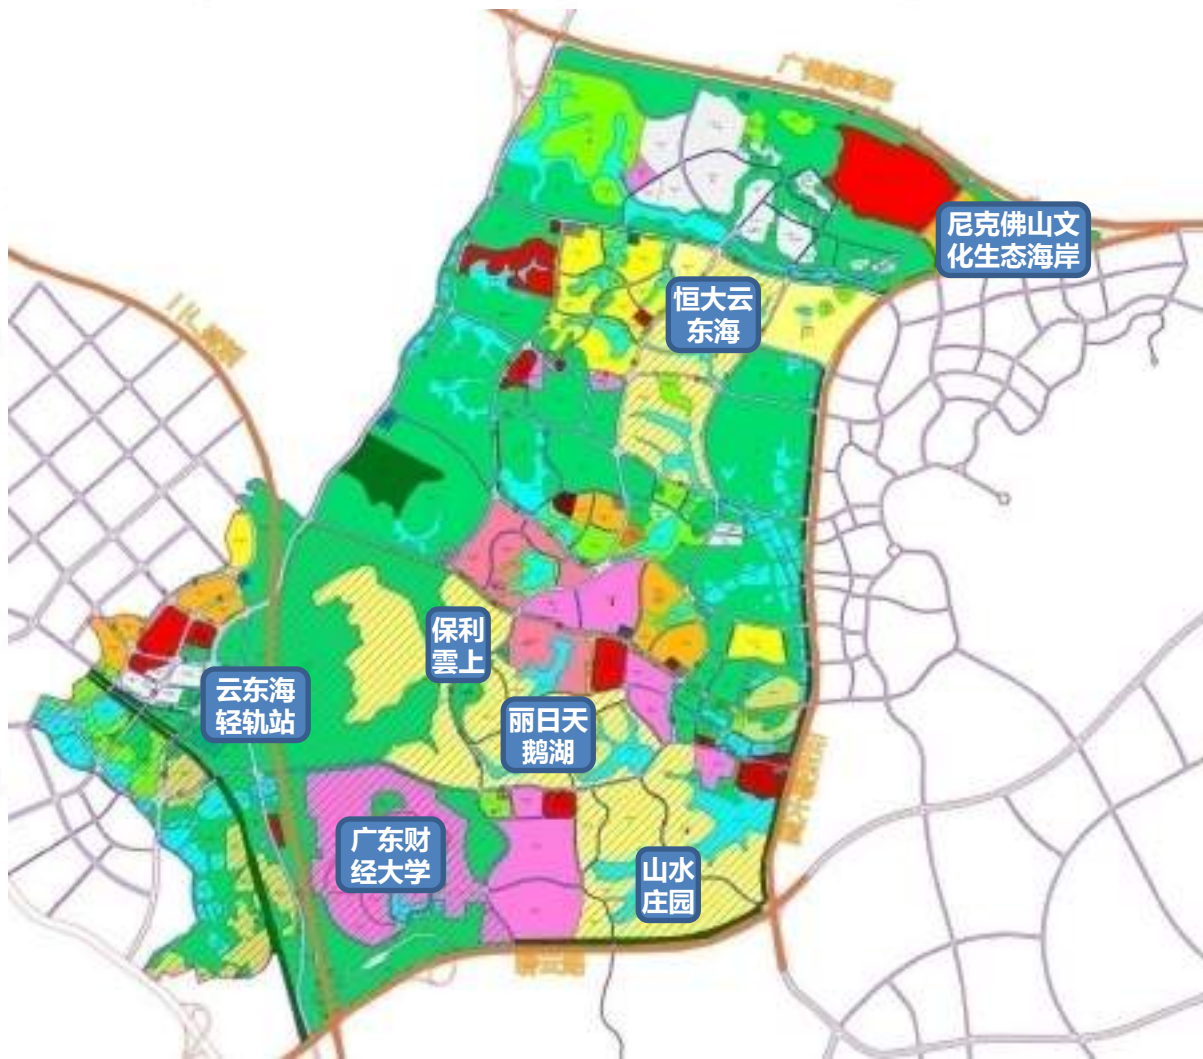 尼克佛山文
化生态海岸
恒大云
东海
保利
雲上
云东海
轻轨站
丽日天
鹅湖
广东财
经大学
山水
庄园